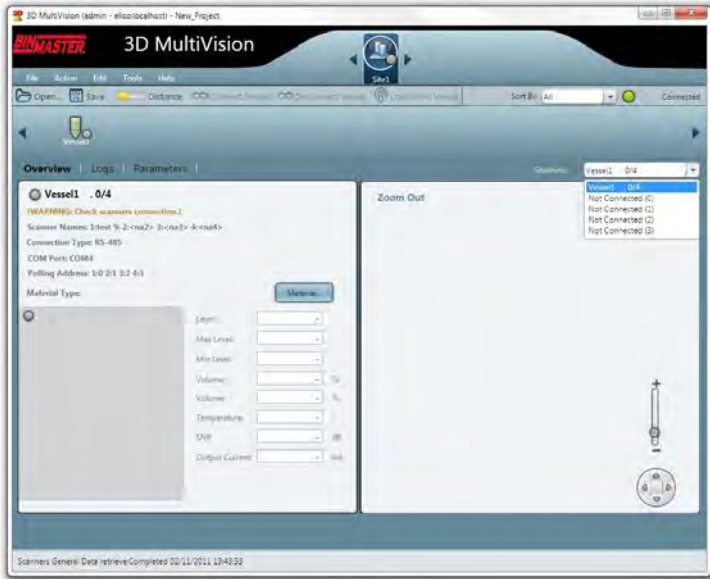 3D MultiVision (admin - eliso:localhost) - New_Project
BINMASTER
3D MultiVision
Site1
File Action Edit Tools Help
Open... Save Distance
Sort By All Connected
Vessel1
Overview Logs Parameters
Scanners: Vessel1 . 0/4
Vessel1 . 0/4
Not Connected (0)
Not Connected (1)
Not Connected (2)
Not Connected (3)
Vessel1 . 0/4
Zoom Out
(WARNING: Check scanners connection.)
Scanner Names: 1:test % 2:<na2> 3:<na3> 4:<na4>
Connection Type: RS-485
COM Port: COM4
Polling Address: 1:0 2:1 3:2 4:3
Material Type: Material...
Level:
Max Level:
Min Level:
Volume:
Volume: %
Temperature:
SNR: dB
Output Current: mA
Scanners General Data retrieve:Completed 02/11/2011 13:43:33